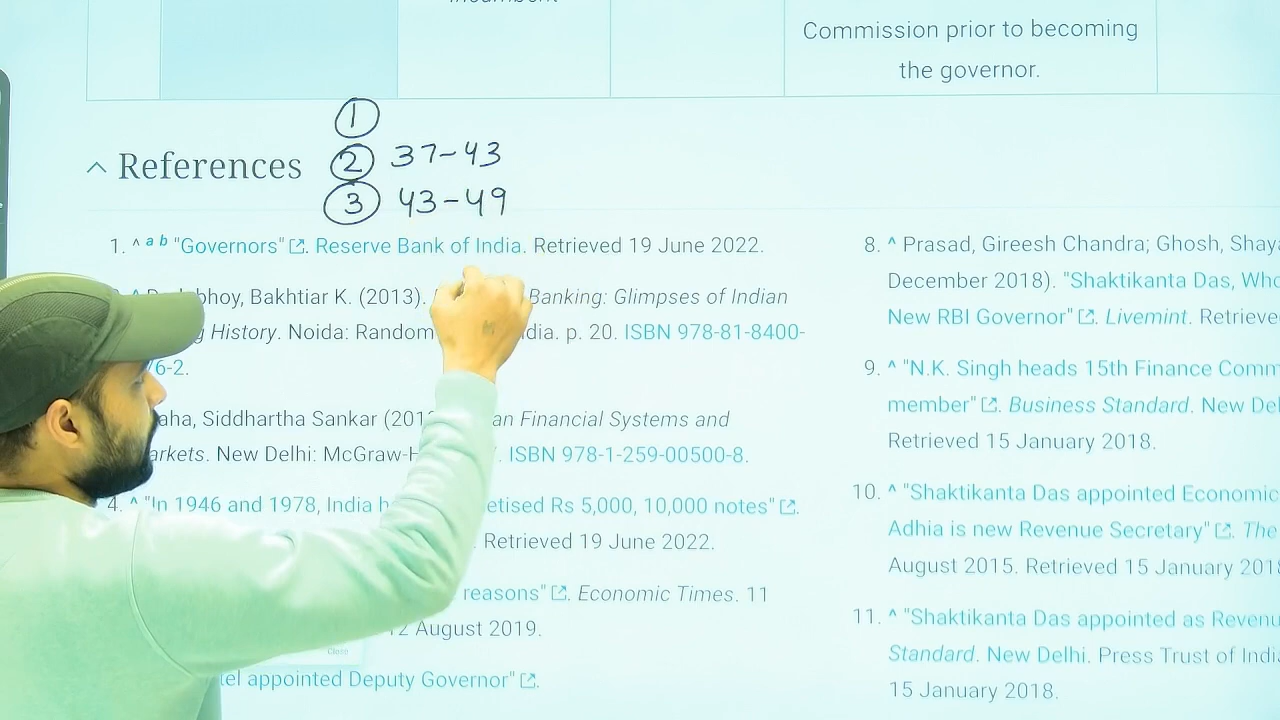 Commission prior to becoming
the governor.
1
References
2 37-43
3 43-49
1. ^ a b "Governors". Reserve Bank of India. Retrieved 19 June 2022.
bhoy, Bakhtiar K. (2013). Banking: Glimpses of Indian
History. Noida: Random dia. p. 20. ISBN 978-81-8400-
76-2.
aha, Siddhartha Sankar (201 an Financial Systems and
arkets. New Delhi: McGraw-H ISBN 978-1-259-00500-8.
4. ^ "In 1946 and 1978, India h etised Rs 5,000, 10,000 notes".
Retrieved 19 June 2022.
reasons". Economic Times. 11
12 August 2019.
Close
tel appointed Deputy Governor".
8. ^ Prasad, Gireesh Chandra; Ghosh, Shaya
December 2018). "Shaktikanta Das, Who
New RBI Governor". Livemint. Retrieve
9. ^ "N.K. Singh heads 15th Finance Comm
member". Business Standard. New Del
Retrieved 15 January 2018.
10. ^ "Shaktikanta Das appointed Economic
Adhia is new Revenue Secretary". The
August 2015. Retrieved 15 January 201
11. ^ "Shaktikanta Das appointed as Revenu
Standard. New Delhi. Press Trust of India
15 January 2018.